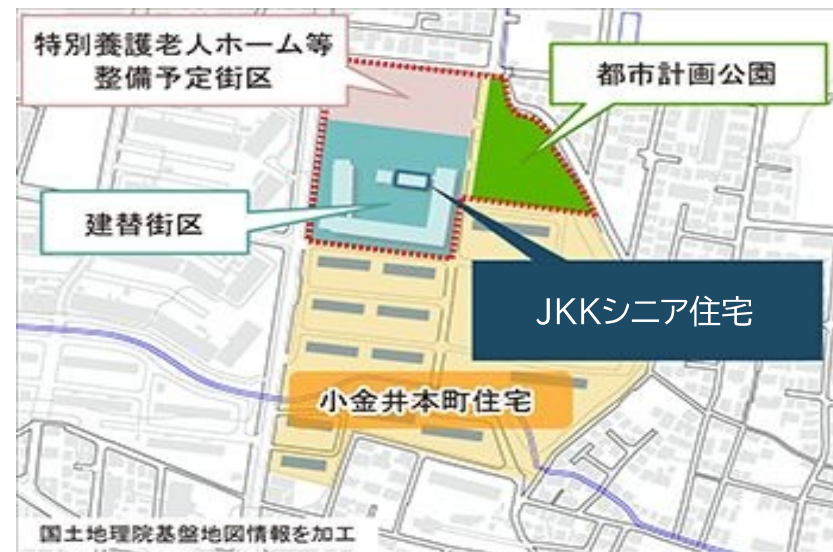 特別養護老人ホーム等
整備予定街区
都市計画公園
建替街区
JKKシニア住宅
小金井本町住宅
国土地理院基盤地図情報を加工